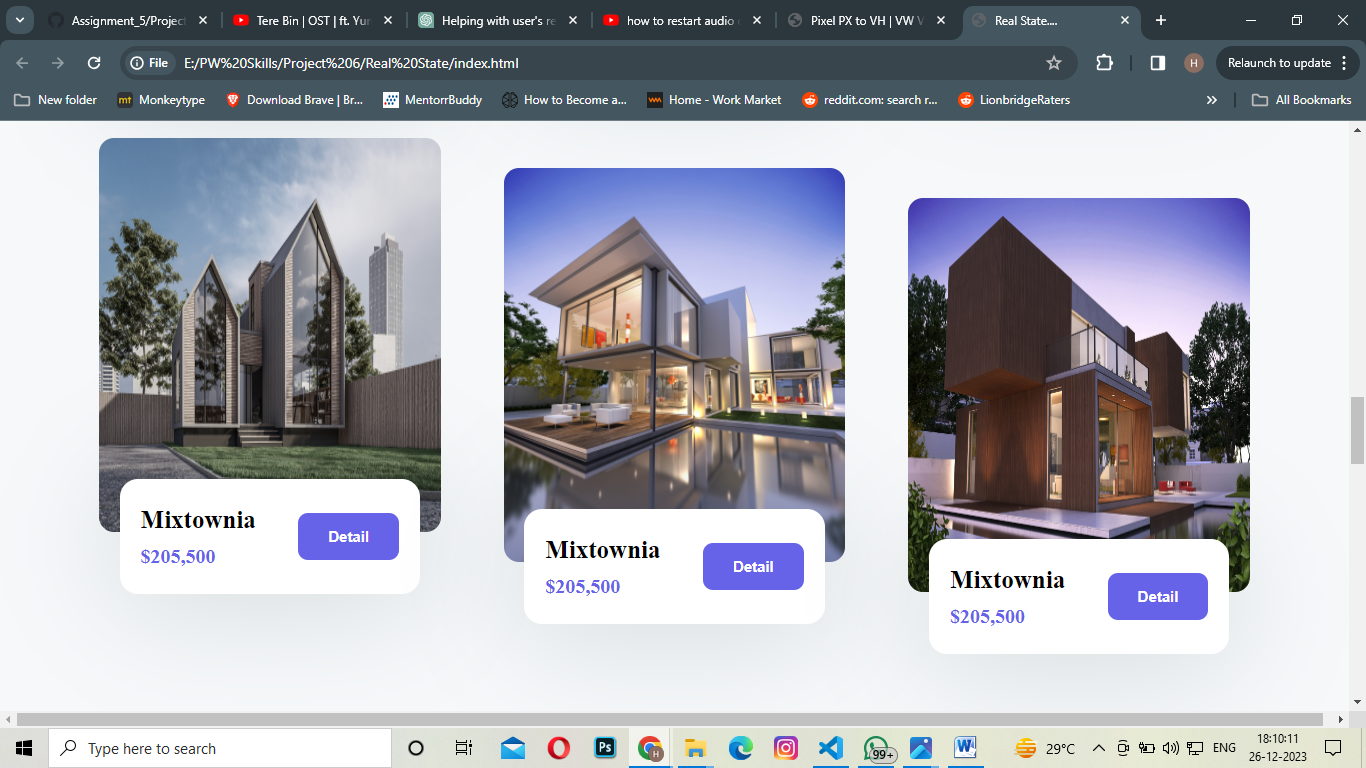 Assignment_5/Project
Tere Bin | OST | ft. Yum
Helping with user's re
how to restart audio
Pixel PX to VH | VW V
Real State....
File
E:/PW%20Skills/Project%206/Real%20State/index.html
H
Relaunch to update
New folder
mt
Monkeytype
Download Brave | Br...
MentorrBuddy
How to Become a...
Home - Work Market
reddit.com: search r...
LionbridgeRaters
All Bookmarks
Mixtownia
$205,500
Detail
Mixtownia
$205,500
Detail
Mixtownia
$205,500
Detail
Type here to search
Ps
H
99+
W
29°C
ENG
18:10:11
26-12-2023